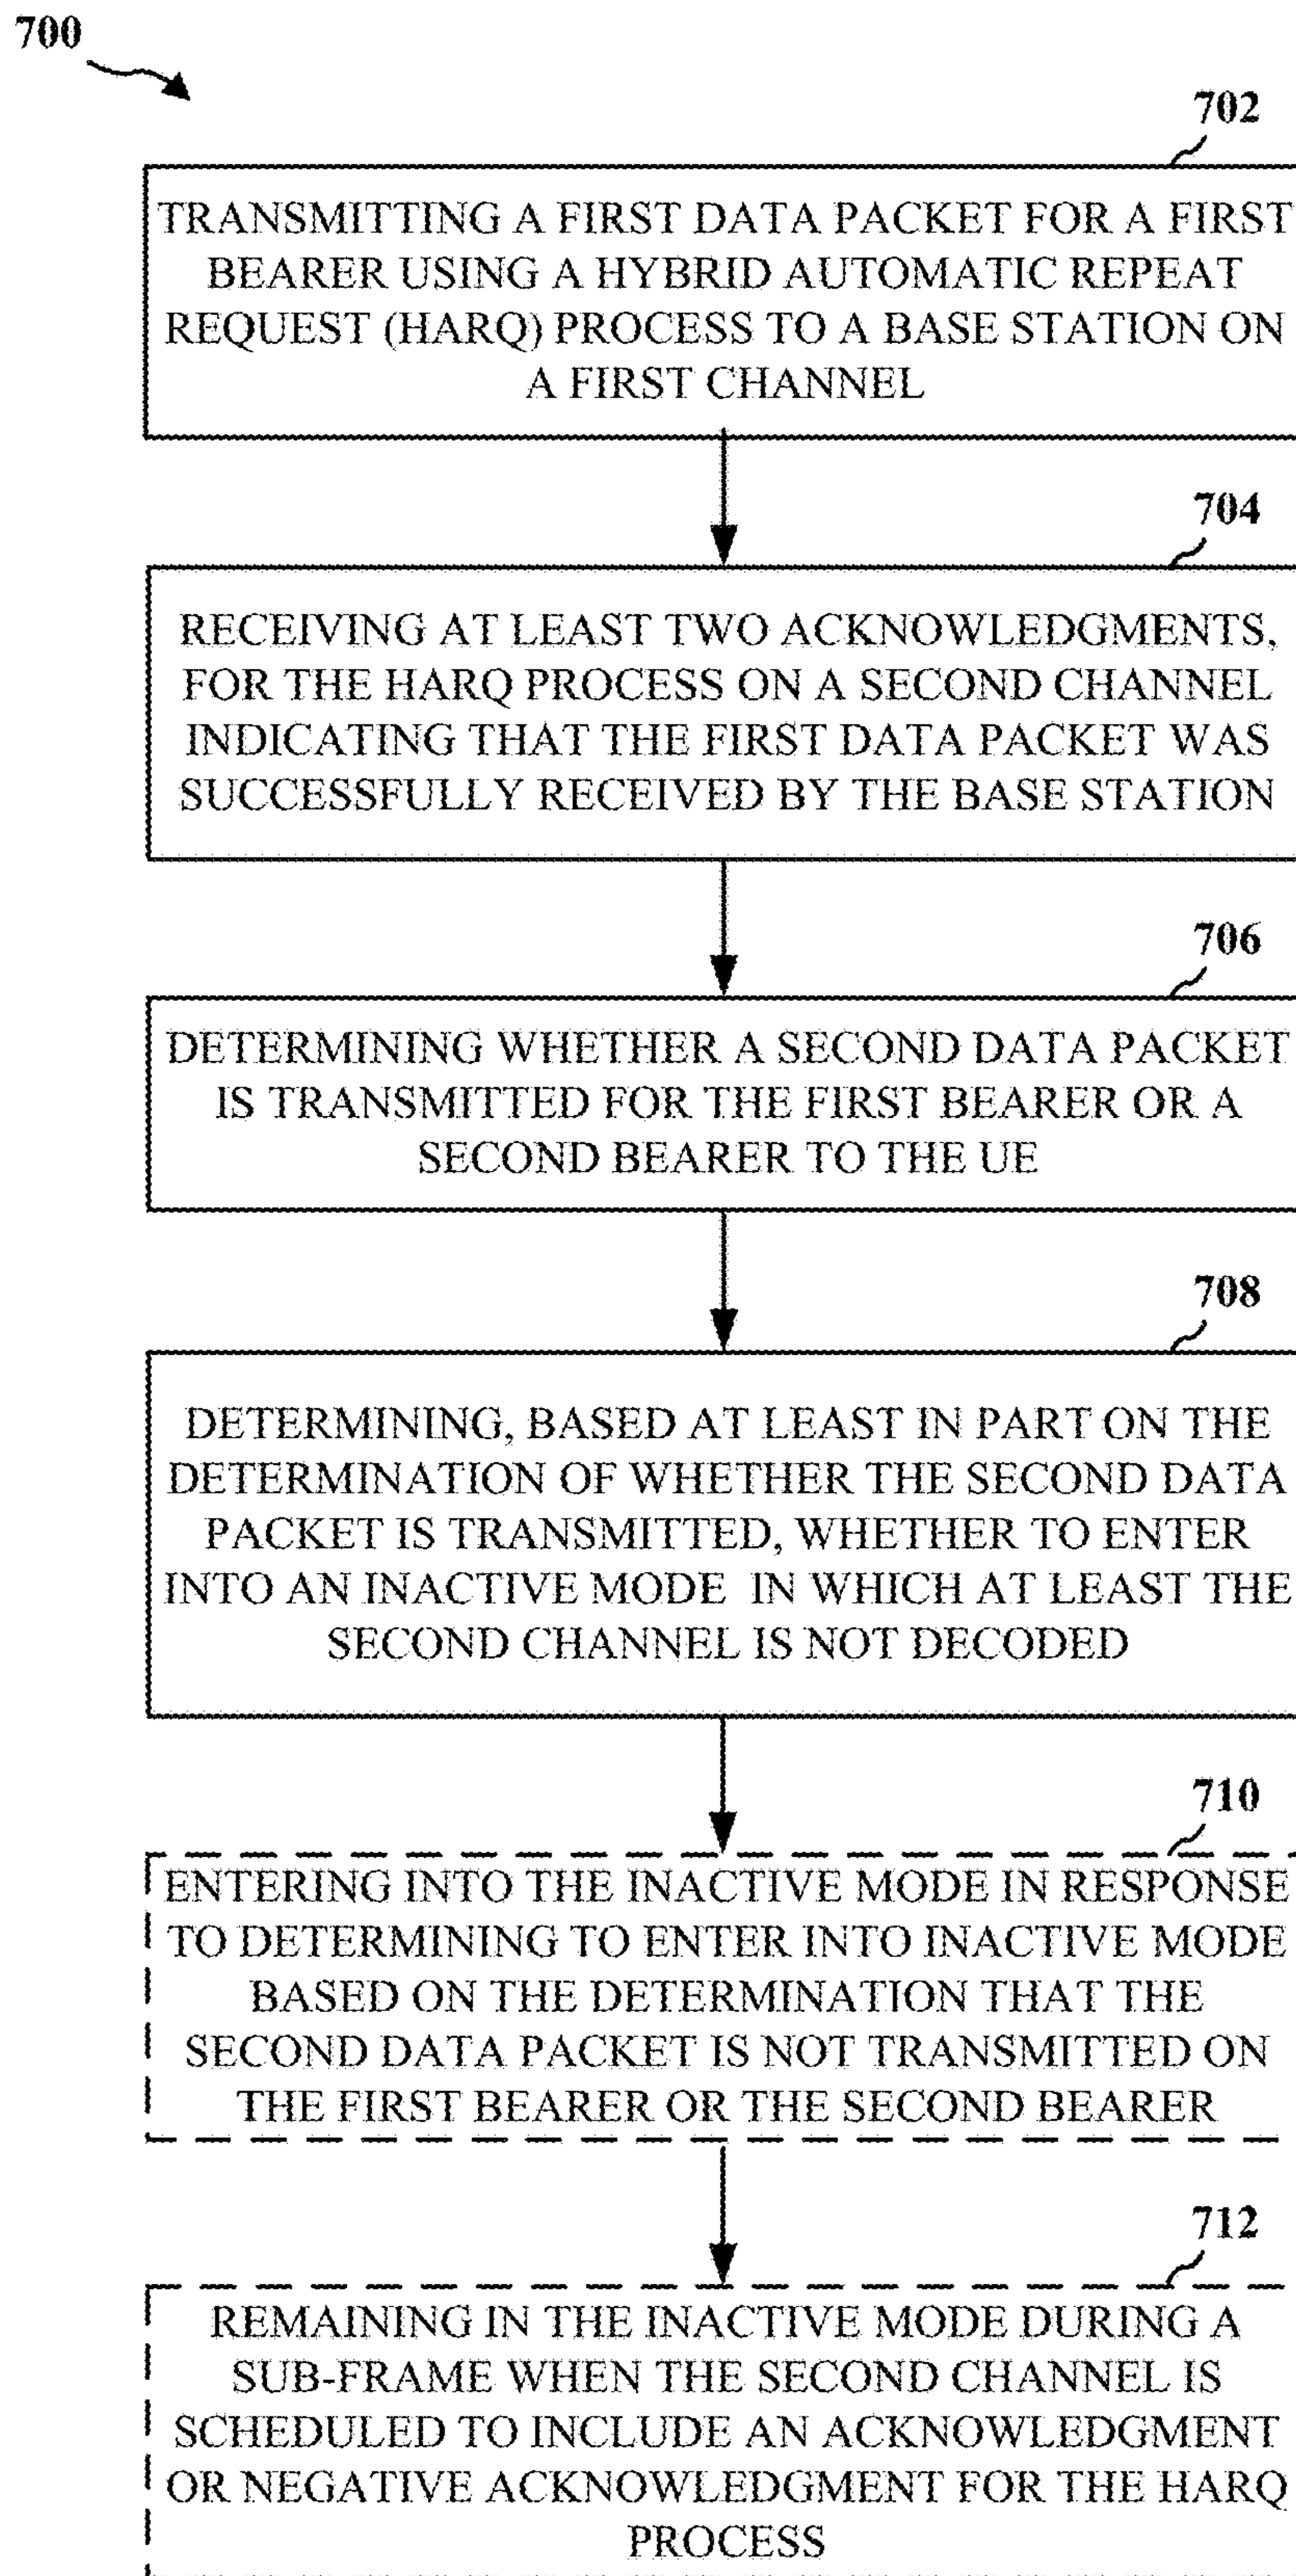 700
702
TRANSMITTING A FIRST DATA PACKET FOR A FIRST
BEARER USING A HYBRID AUTOMATIC REPEAT
REQUEST (HARQ) PROCESS TO A BASE STATION ON
A FIRST CHANNEL
704
RECEIVING AT LEAST TWO ACKNOWLEDGMENTS,
FOR THE HARQ PROCESS ON A SECOND CHANNEL
INDICATING THAT THE FIRST DATA PACKET WAS
SUCCESSFULLY RECEIVED BY THE BASE STATION
706
DETERMINING WHETHER A SECOND DATA PACKET
IS TRANSMITTED FOR THE FIRST BEARER OR A
SECOND BEARER TO THE UE
708
DETERMINING, BASED AT LEAST IN PART ON THE
DETERMINATION OF WHETHER THE SECOND DATA
PACKET IS TRANSMITTED, WHETHER TO ENTER
INTO AN INACTIVE MODE IN WHICH AT LEAST THE
SECOND CHANNEL IS NOT DECODED
710
ENTERING INTO THE INACTIVE MODE IN RESPONSE
TO DETERMINING TO ENTER INTO INACTIVE MODE
BASED ON THE DETERMINATION THAT THE
SECOND DATA PACKET IS NOT TRANSMITTED ON
THE FIRST BEARER OR THE SECOND BEARER
712
REMAINING IN THE INACTIVE MODE DURING A
SUB-FRAME WHEN THE SECOND CHANNEL IS
SCHEDULED TO INCLUDE AN ACKNOWLEDGMENT
OR NEGATIVE ACKNOWLEDGMENT FOR THE HARQ
PROCESS